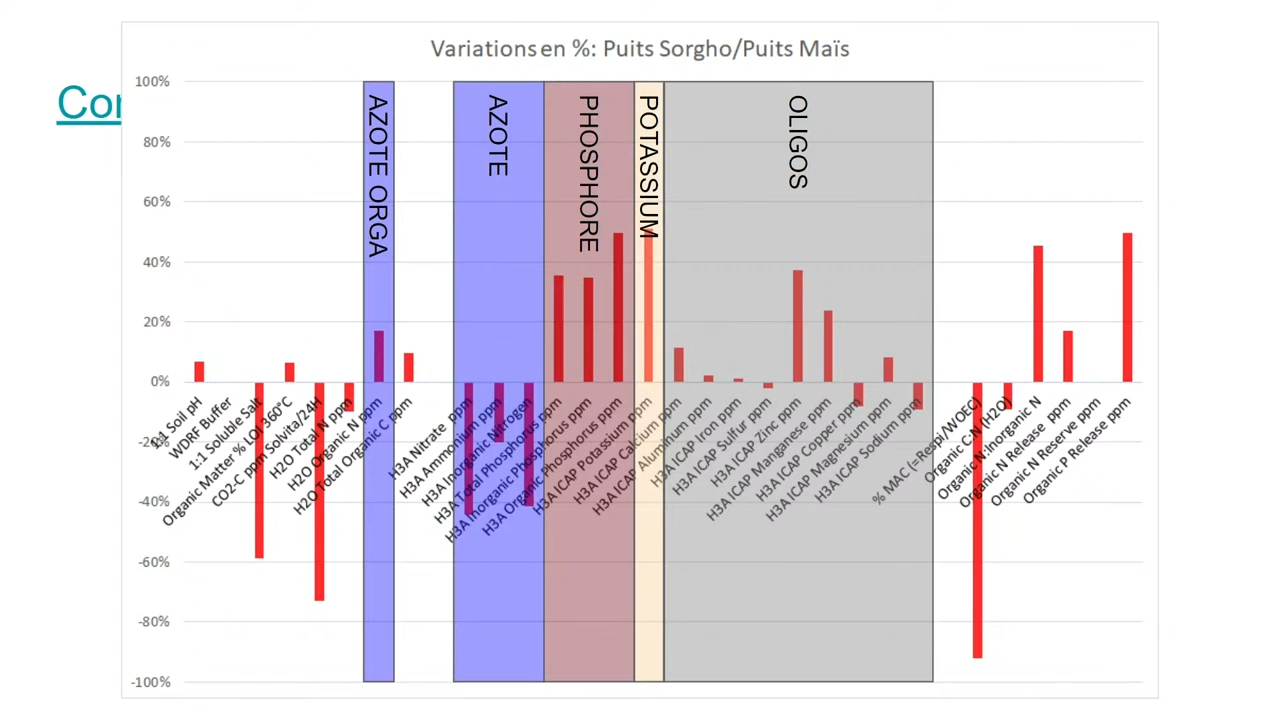 Variations en %: Puits Sorgho/Puits Maïs
Cor
100%
80%
60%
40%
20%
0%
-20%
-40%
-60%
-80%
-100%
AZOTE ORGA
AZOTE
PHOSPHORE
POTASSIUM
OLIGOS
1:1 Soil pH
WDRF Buffer
1:1 Soluble Salt
Organic Matter % LOI 360°C
CO2-C ppm Solvita/24H
H2O Total N ppm
H2O Organic N ppm
H2O Total Organic C ppm
H3A Nitrate ppm
H3A Ammonium ppm
H3A Inorganic Nitrogen
H3A Total Phosphorus ppm
H3A Inorganic Phosphorus ppm
H3A Organic Phosphorus ppm
H3A ICAP Potassium ppm
H3A ICAP Calcium ppm
H3A ICAP Aluminum ppm
H3A ICAP Iron ppm
H3A ICAP Sulfur ppm
H3A ICAP Zinc ppm
H3A ICAP Manganese ppm
H3A ICAP Copper ppm
H3A ICAP Magnesium ppm
H3A ICAP Sodium ppm
% MAC (=Respi/WOEC)
Organic C:N (H2O)
Organic N:Inorganic N
Organic N Release ppm
Organic N Reserve ppm
Organic P Release ppm